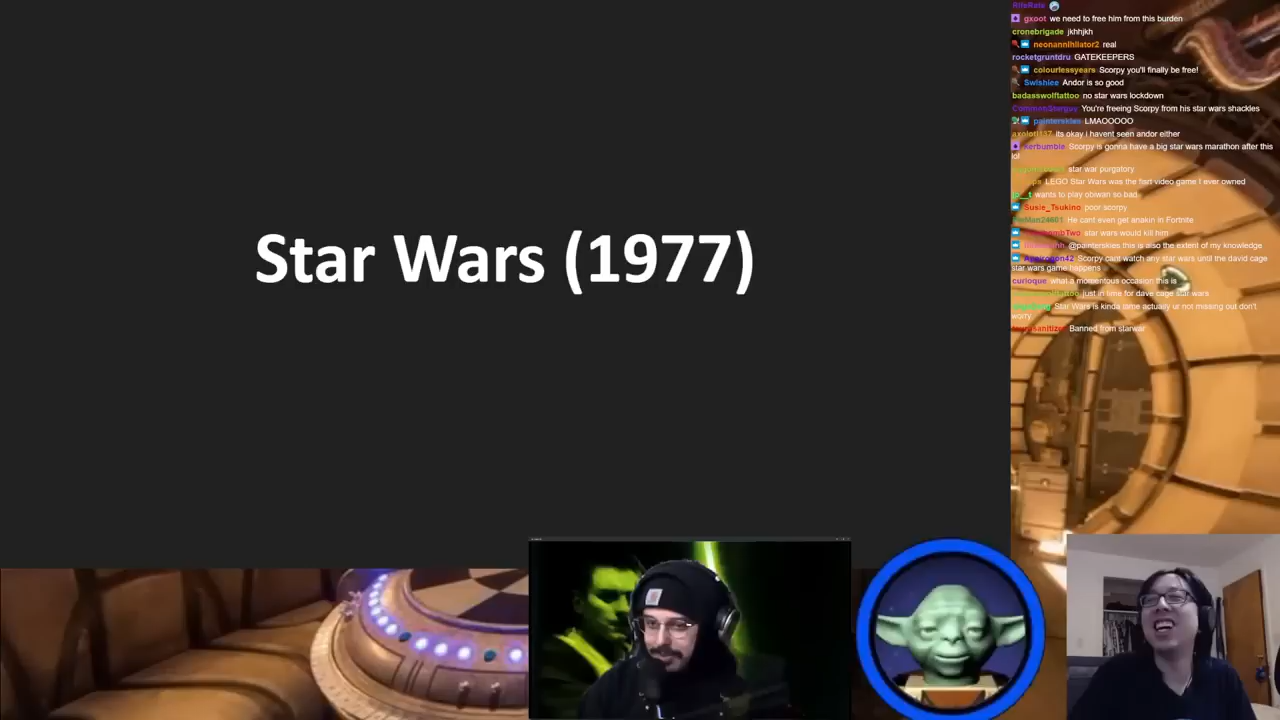 Star Wars (1977)
RifsRats
gxoot we need to free him from this burden
cronebrigade jkhhjkh
neonannihilator2 real
rocketgruntdru GATEKEEPERS
colourlessyears Scorpy you'll finally be free!
Swishiee Andor is so good
badasswolftattoo no star wars lockdown
You're freeing Scorpy from his star wars shackles
painterskies LMAOOOOO
axolotl137 its okay i havent seen andor either
kerbumble Scorpy is gonna have a big star wars marathon after this
lol
star war purgatory
LEGO Star Wars was the fisrt video game I ever owned
wants to play obiwan so bad
Susie_Tsukino poor scorpy
He cant even get anakin in Fortnite
star wars would kill him
@painterskies this is also the extent of my knowledge
Scorpy cant watch any star wars until the david cage
star wars game happens
curioque what a momentous occasion this is
just in time for dave cage star wars
Star Wars is kinda lame actually ur not missing out don't
worry
Banned from starwar